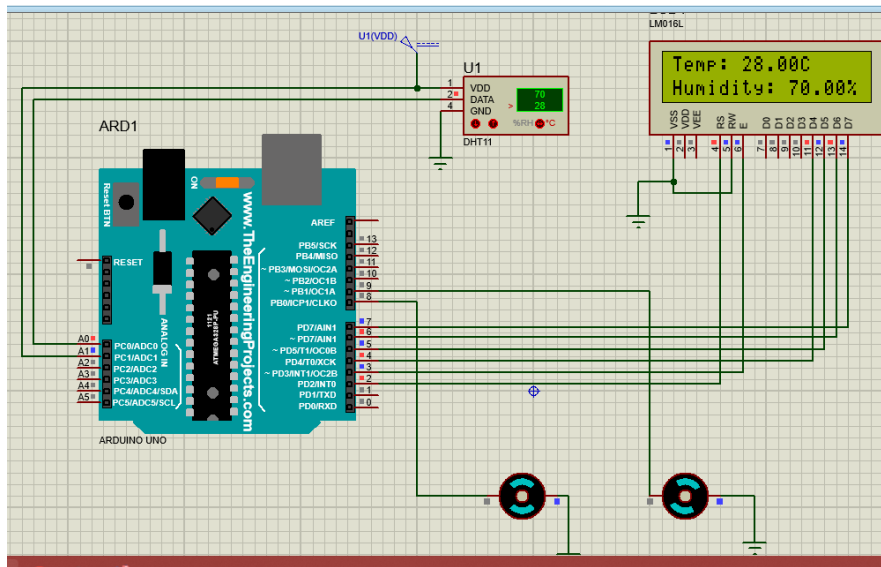 LM016L
U1(VDD)
Temp: 28.00C
Humidity: 70.00%
U1
1
VDD
2
DATA
4
GND
70
28
>
%RH
°C
DHT11
VSS
VDD
VEE
RS
RW
E
D0
D1
D2
D3
D4
D5
D6
D7
1
2
3
4
5
6
7
8
9
10
11
12
13
14
ARD1
ON
Reset BTN
www.TheEngineeringProjects.com
RESET
1121
ATMEGA328P-PU
ANALOG IN
AREF
PB5/SCK 13
PB4/MISO 12
~PB3/MOSI/OC2A 11
~PB2/OC1B 10
~PB1/OC1A 9
PB0/ICP1/CLKO 8
PD7/AIN1 7
~PD7/AIN1 6
~PD5/T1/OC0B 5
PD4/T0/XCK 4
~PD3/INT1/OC2B 3
PD2/INT0 2
PD1/TXD 1
PD0/RXD 0
A0 PC0/ADC0
A1 PC1/ADC1
A2 PC2/ADC2
A3 PC3/ADC3
A4 PC4/ADC4/SDA
A5 PC5/ADC5/SCL
ARDUINO UNO